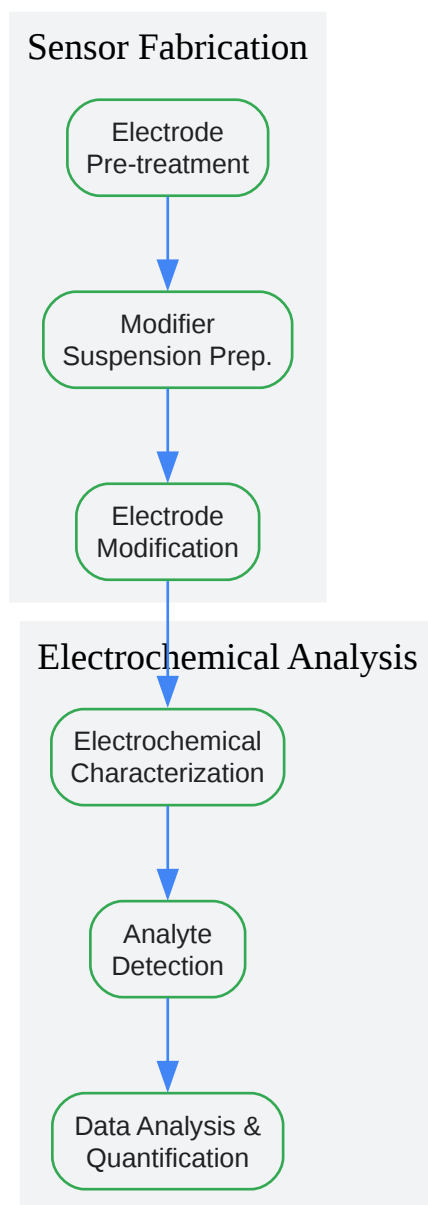 Sensor Fabrication
Electrode
Pre-treatment
Modifier
Suspension Prep.
Electrode
Modification
Electrochemical Analysis
Electrochemical
Characterization
Analyte
Detection
Data Analysis &
Quantification